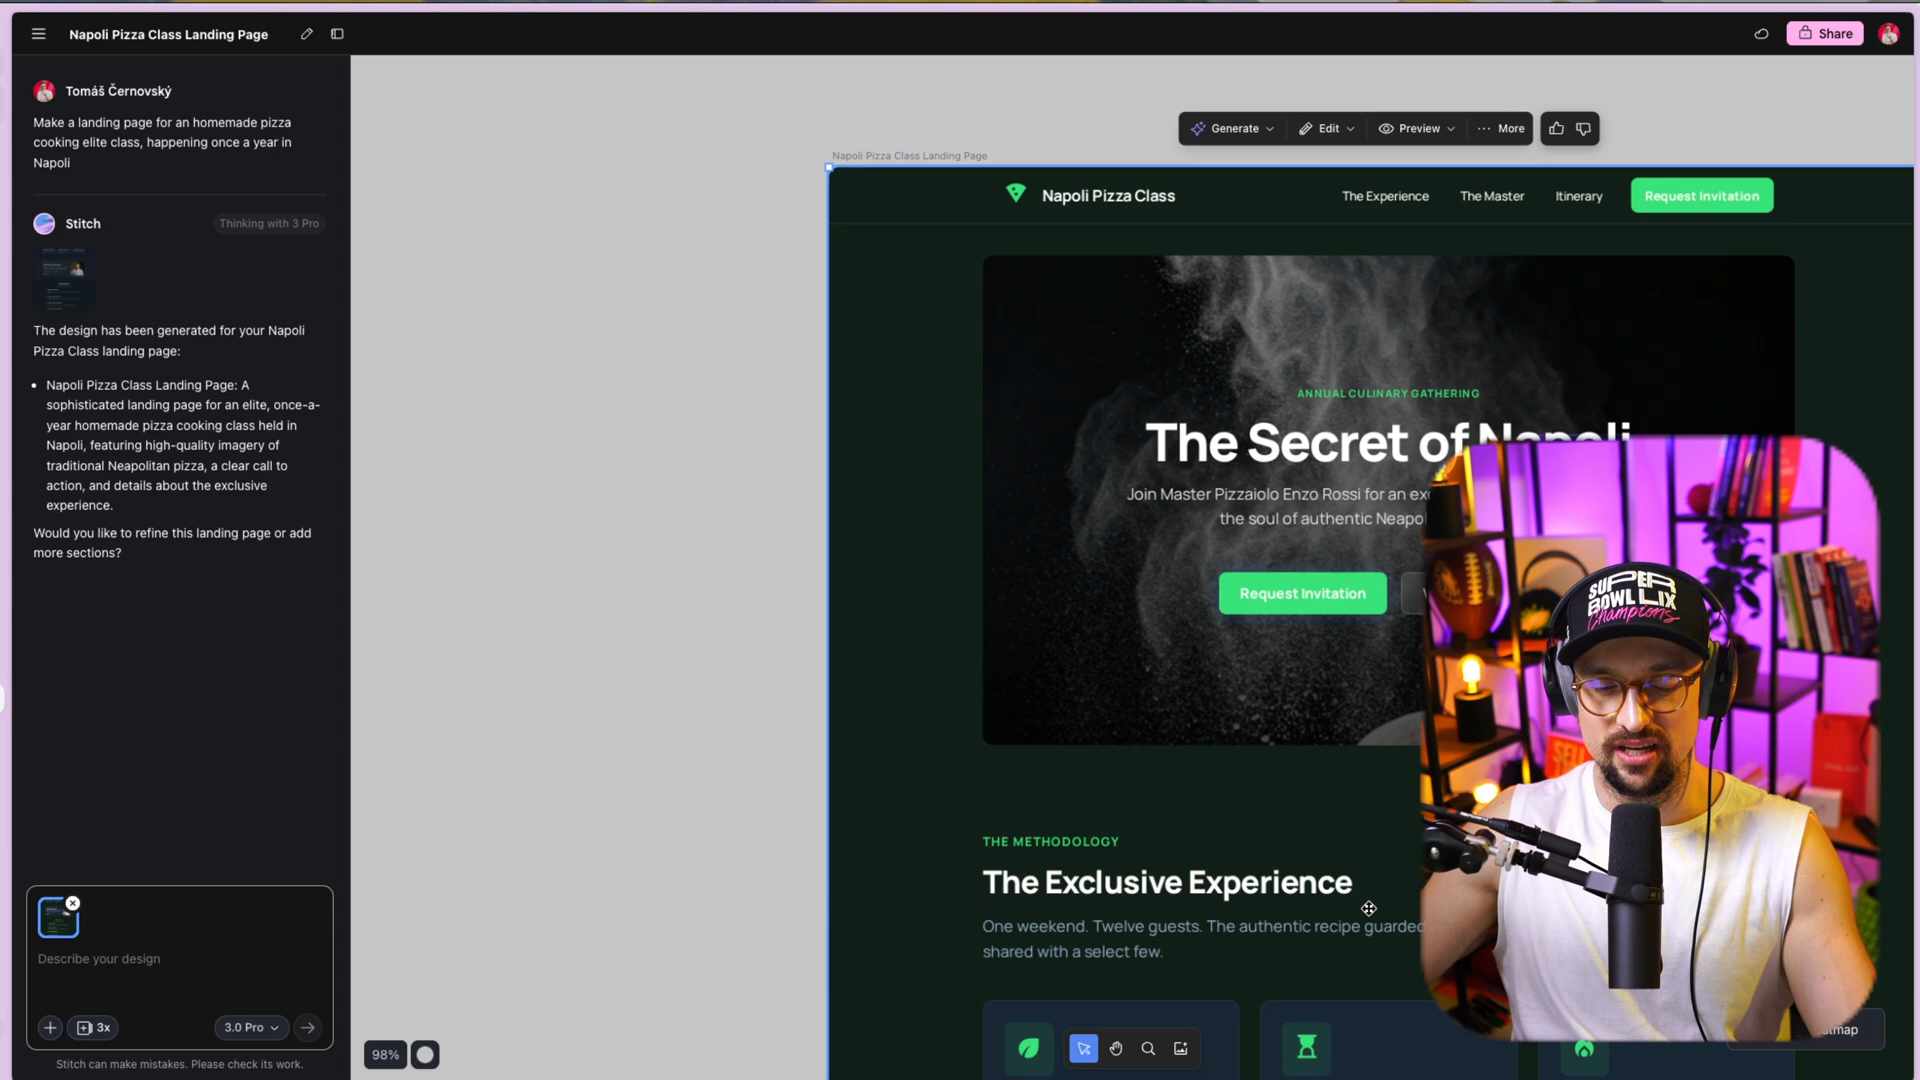 Napoli Pizza Class Landing Page
Share
Tomáš Černovský
Make a landing page for an homemade pizza
cooking elite class, happening once a year in
Napoli
Stitch
Thinking with 3 Pro
The design has been generated for your Napoli
Pizza Class landing page:
Napoli Pizza Class Landing Page: A
sophisticated landing page for an elite, once-a-
year homemade pizza cooking class held in
Napoli, featuring high-quality imagery of
traditional Neapolitan pizza, a clear call to
action, and details about the exclusive
experience.
Would you like to refine this landing page or add
more sections?
Describe your design
3x
3.0 Pro
Stitch can make mistakes. Please check its work.
Generate
Edit
Preview
More
Napoli Pizza Class Landing Page
Napoli Pizza Class
The Experience
The Master
Itinerary
Request Invitation
ANNUAL CULINARY GATHERING
The Secret of Napoli
Join Master Pizzaiolo Enzo Rossi for an
the soul of authentic
Request Invitation
THE METHODOLOGY
The Exclusive Experience
One weekend. Twelve guests. The authentic recipe guarded
shared with a select few.
98%
SUPER
BOWL LIX
Champions